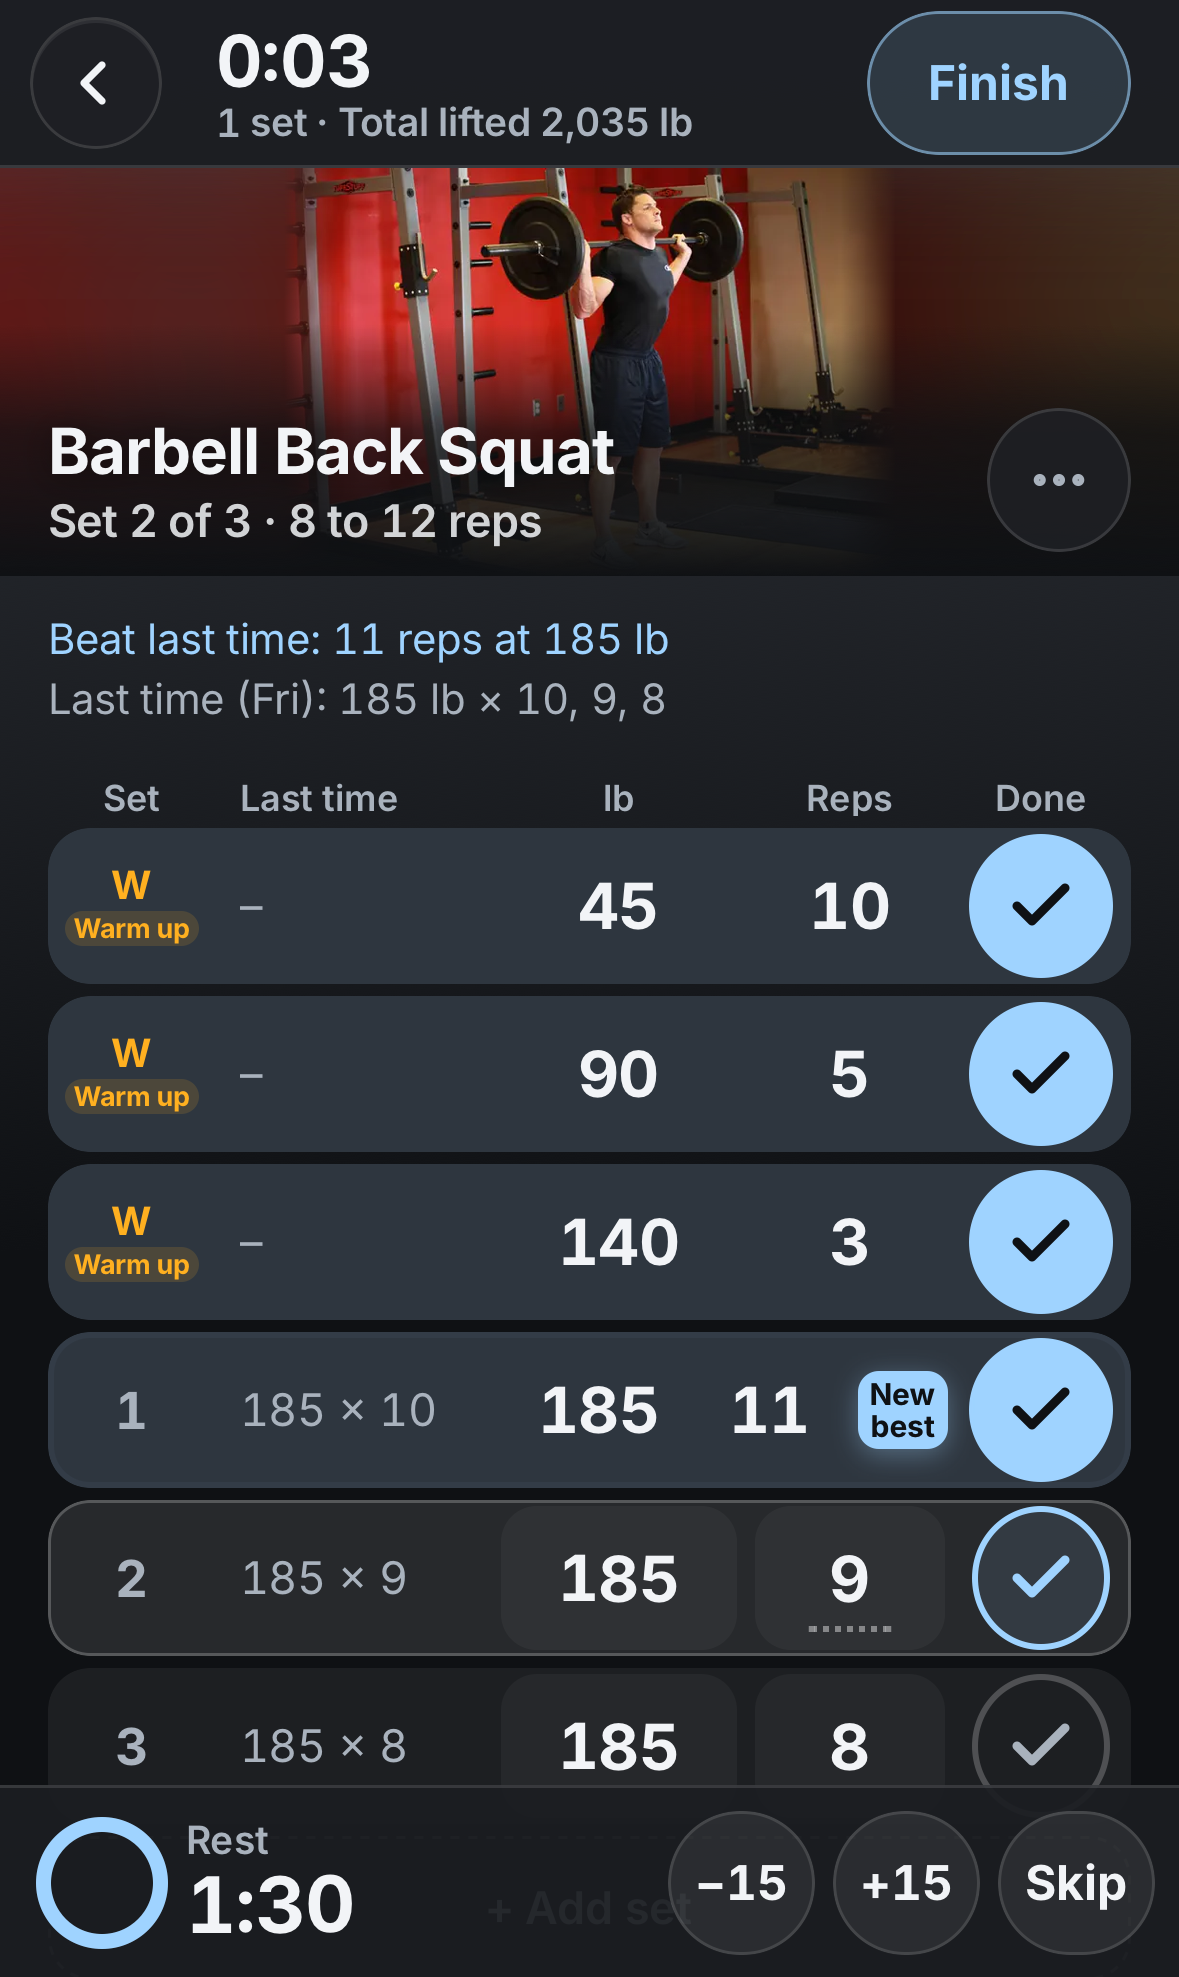 0:03
1 set · Total lifted 2,035 lb
Finish
Barbell Back Squat
Set 2 of 3 · 8 to 12 reps
Beat last time: 11 reps at 185 lb
Last time (Fri): 185 lb × 10, 9, 8
Set Last time lb Reps Done
W
Warm up
– 45 10
W
Warm up
– 90 5
W
Warm up
– 140 3
1 185 × 10 185 11 New best
2 185 × 9 185 9
3 185 × 8 185 8
Rest
1:30
+ Add set
−15 +15 Skip